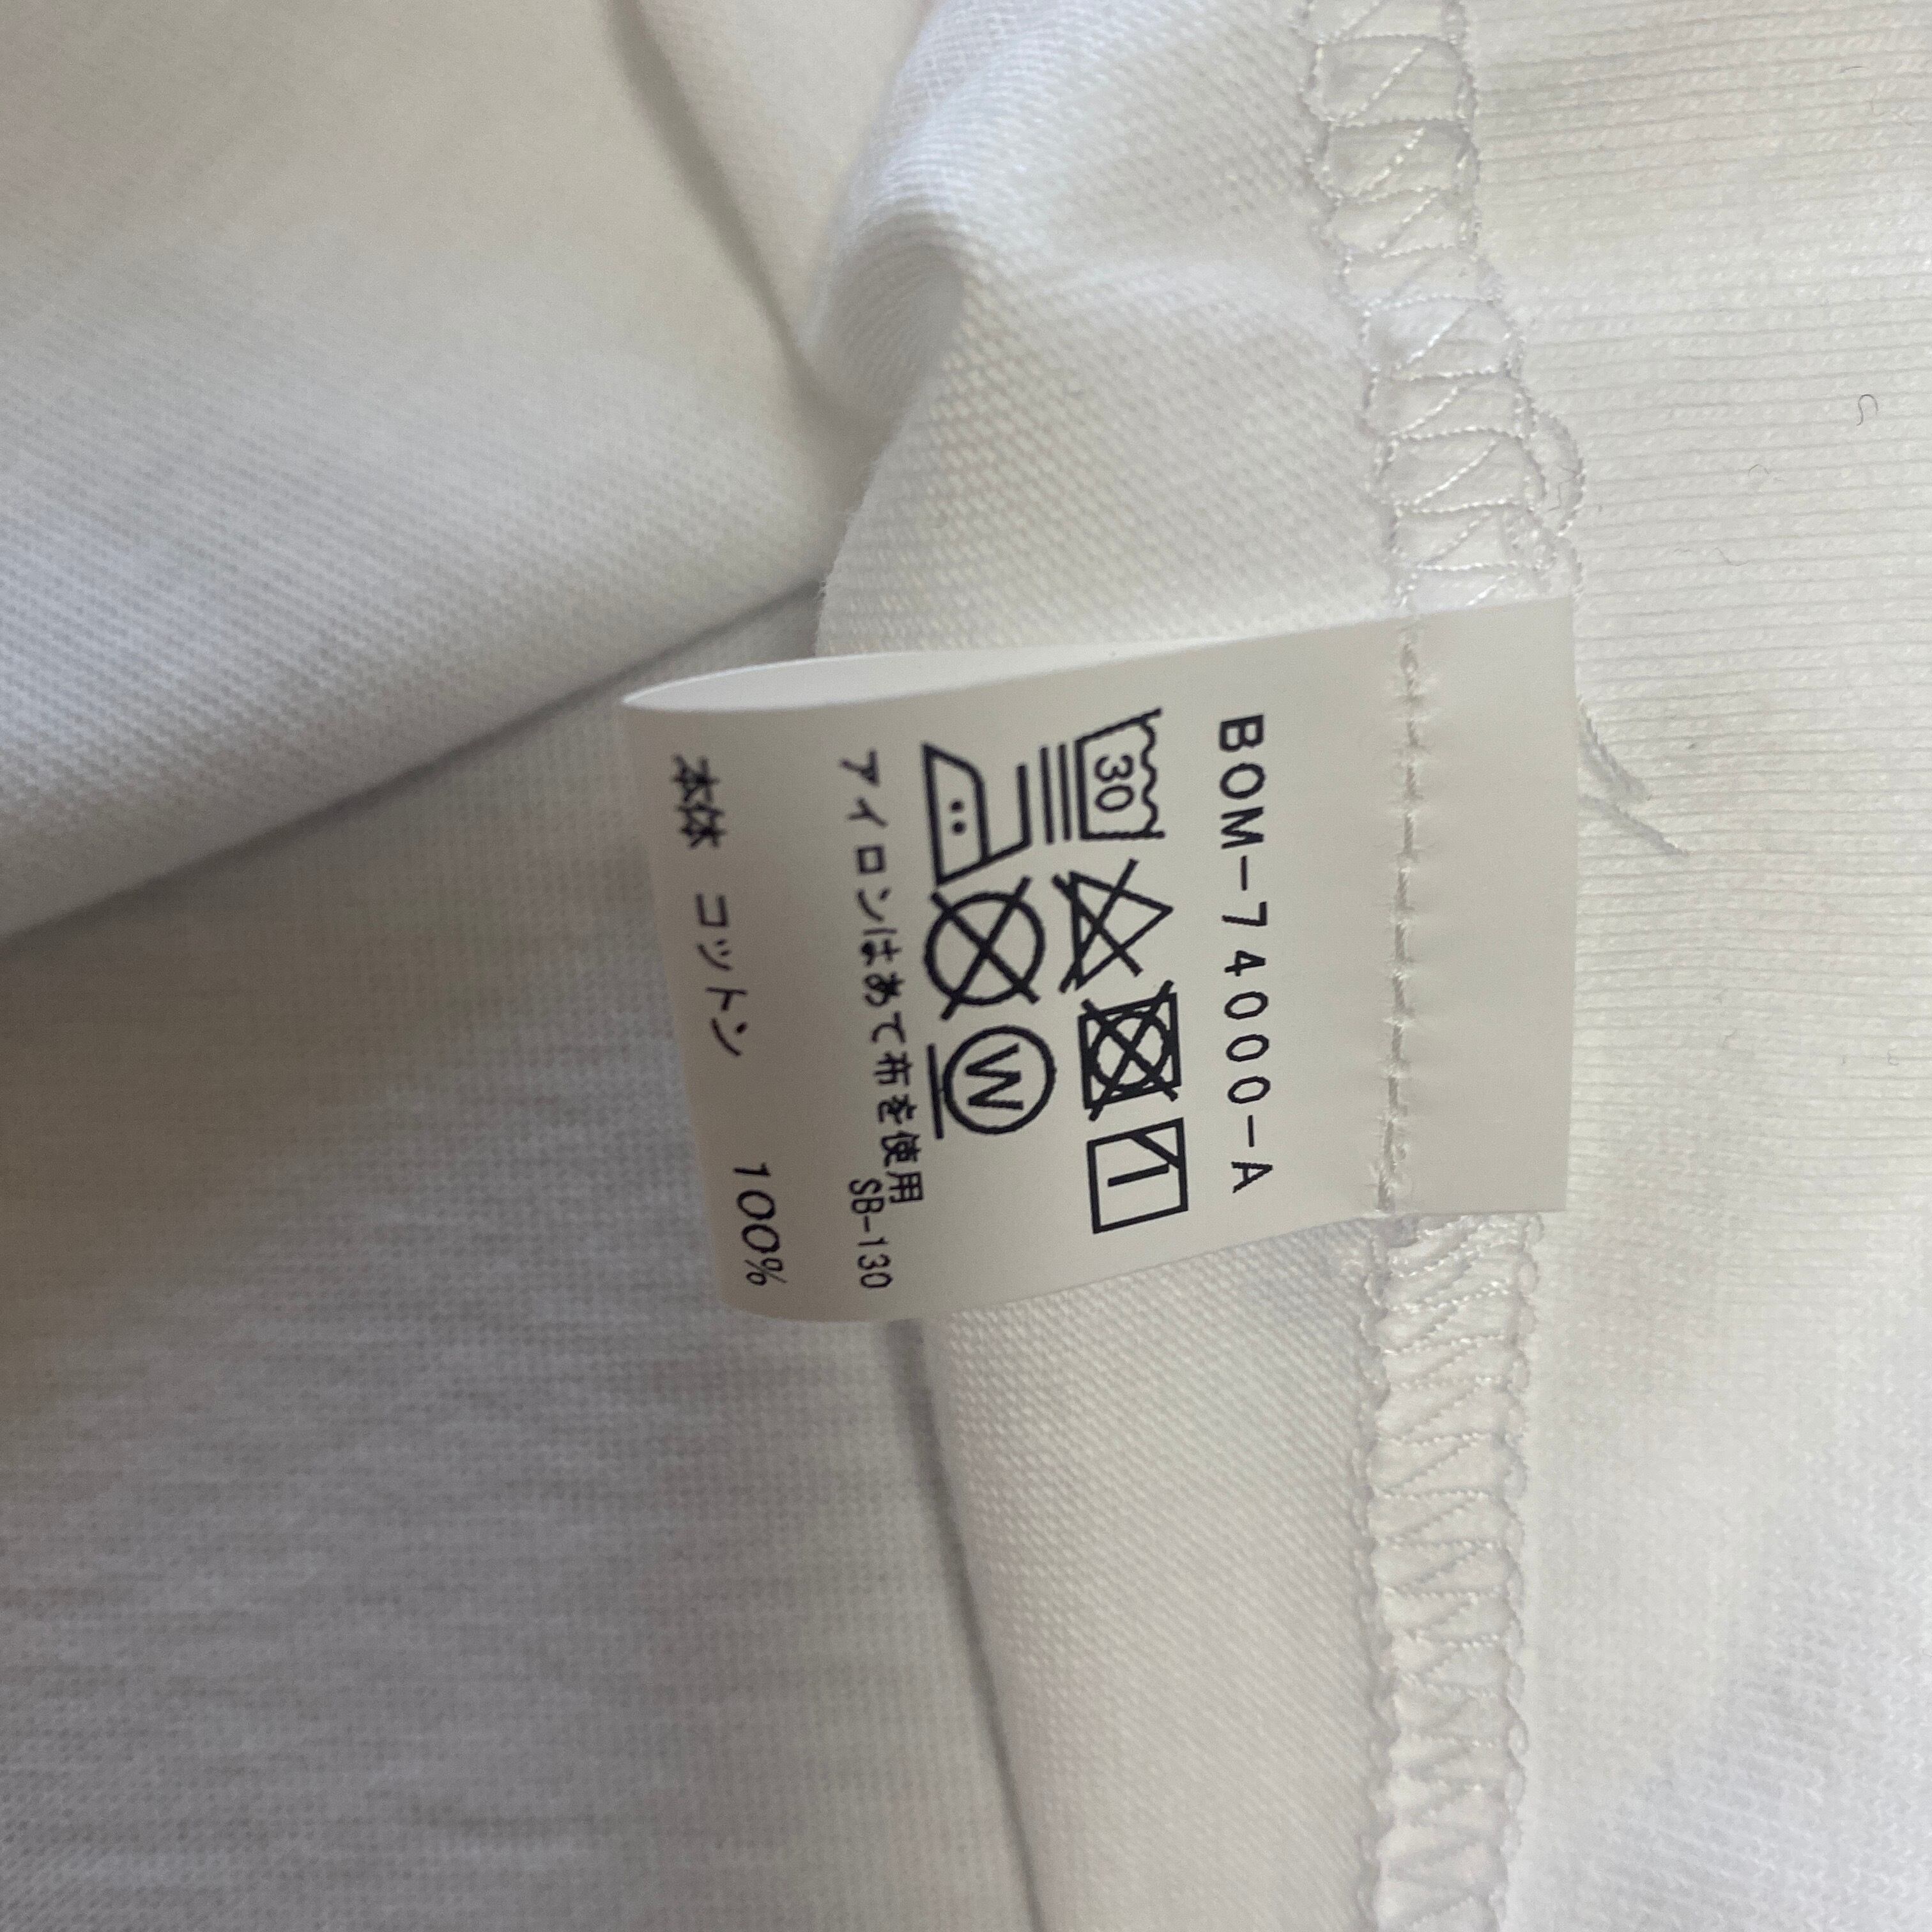 BOM-74000-A
30
W
アイロンはあて布を使用
SB-130
本体 コットン 100%